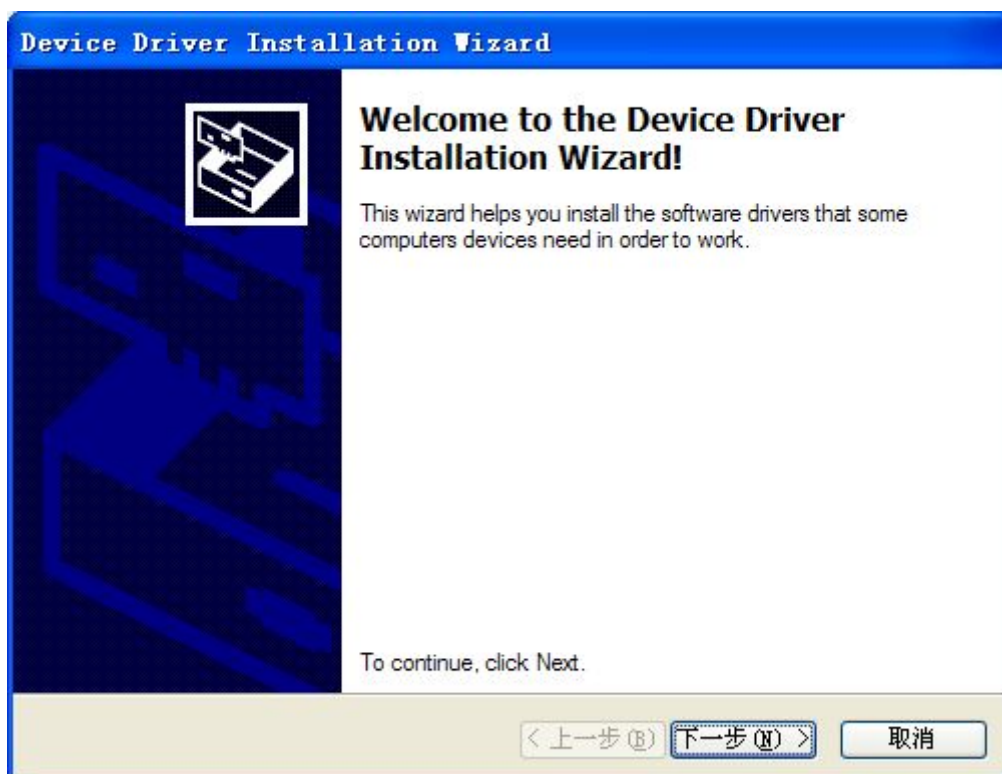 Device Driver Installation Wizard
Welcome to the Device Driver
Installation Wizard!
This wizard helps you install the software drivers that some
computers devices need in order to work.
To continue, click Next.
< 上一步(B) 下一步(N) > 取消